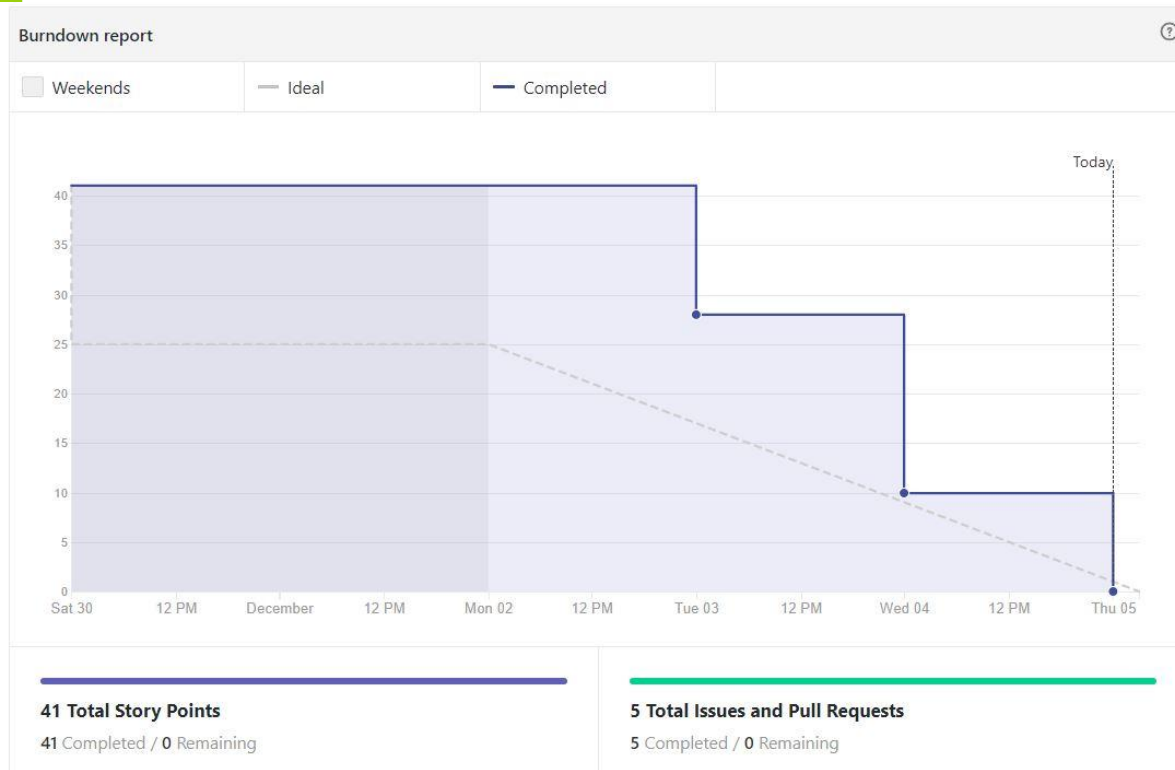 Burndown report
Weekends
Ideal
Completed
Today
40
35
30
25
20
15
10
5
0
Sat 30 12 PM December 12 PM Mon 02 12 PM Tue 03 12 PM Wed 04 12 PM Thu 05
41 Total Story Points
41 Completed / 0 Remaining
5 Total Issues and Pull Requests
5 Completed / 0 Remaining